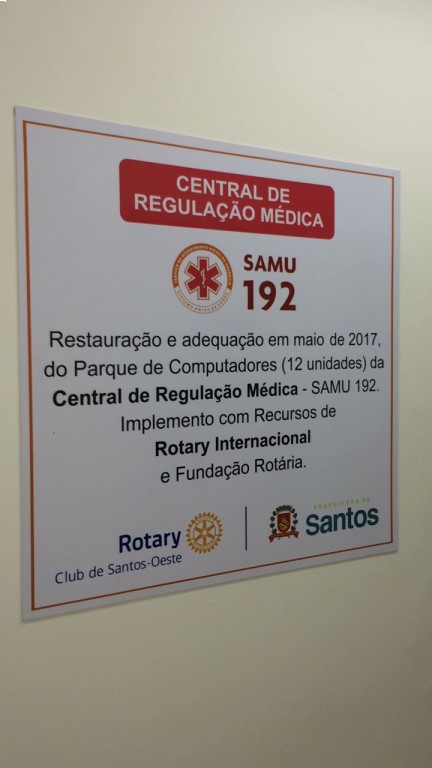 CENTRAL DE
REGULAÇÃO MÉDICA
SAMU
192
Restauração e adequação em maio de 2017,
do Parque de Computadores (12 unidades) da
Central de Regulação Médica - SAMU 192.
Implemento com Recursos de
Rotary Internacional
e Fundação Rotária.
Rotary
Club de Santos-Oeste
PREFEITURA DE
Santos